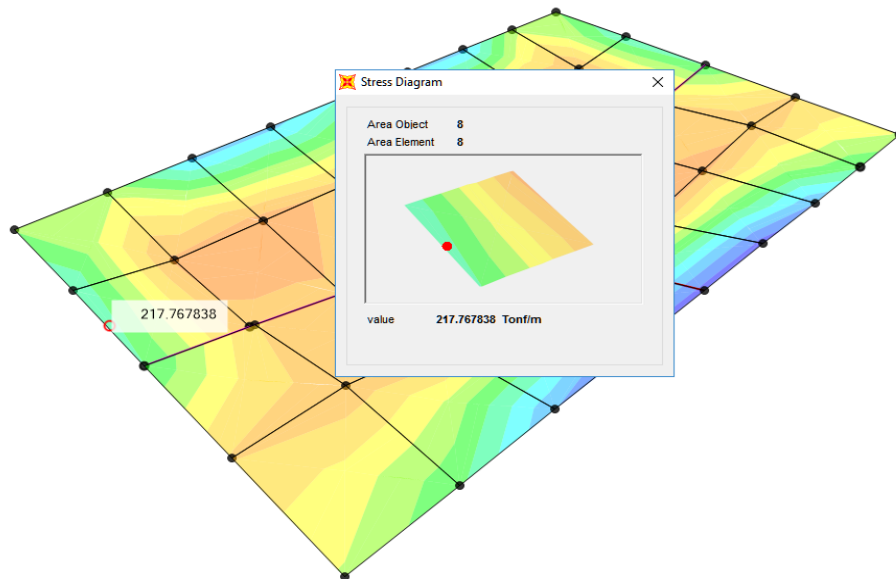 Stress Diagram
Area Object 8
Area Element 8
217.767838
value 217.767838 Tonf/m